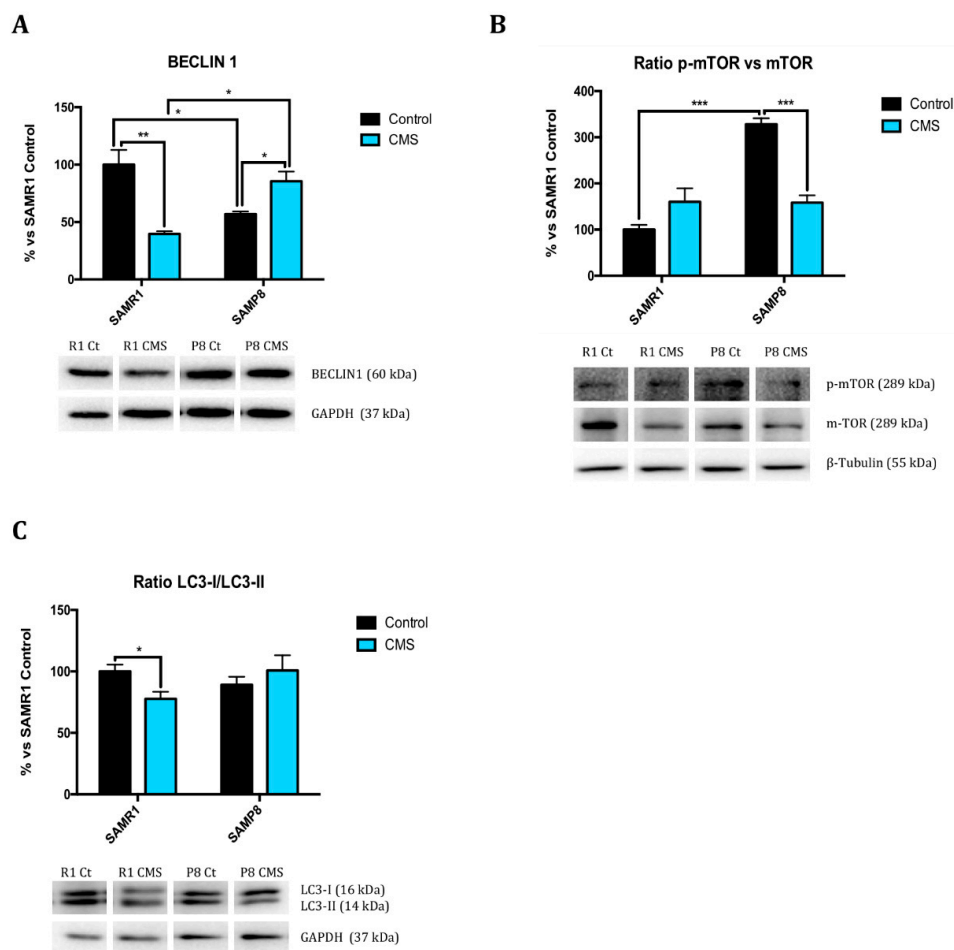 A
BECLIN 1
% vs SAMR1 Control
150
100
50
0
*
*
**
*
Control
CMS
SAMR1
SAMP8
R1 Ct R1 CMS P8 Ct P8 CMS
BECLIN1 (60 kDa)
GAPDH (37 kDa)
B
Ratio p-mTOR vs mTOR
% vs SAMR1 Control
400
300
200
100
0
***
***
Control
CMS
SAMR1
SAMP8
R1 Ct R1 CMS P8 Ct P8 CMS
p-mTOR (289 kDa)
m-TOR (289 kDa)
β-Tubulin (55 kDa)
C
Ratio LC3-I/LC3-II
% vs SAMR1 Control
150
100
50
0
*
Control
CMS
SAMR1
SAMP8
R1 Ct R1 CMS P8 Ct P8 CMS
LC3-I (16 kDa)
LC3-II (14 kDa)
GAPDH (37 kDa)